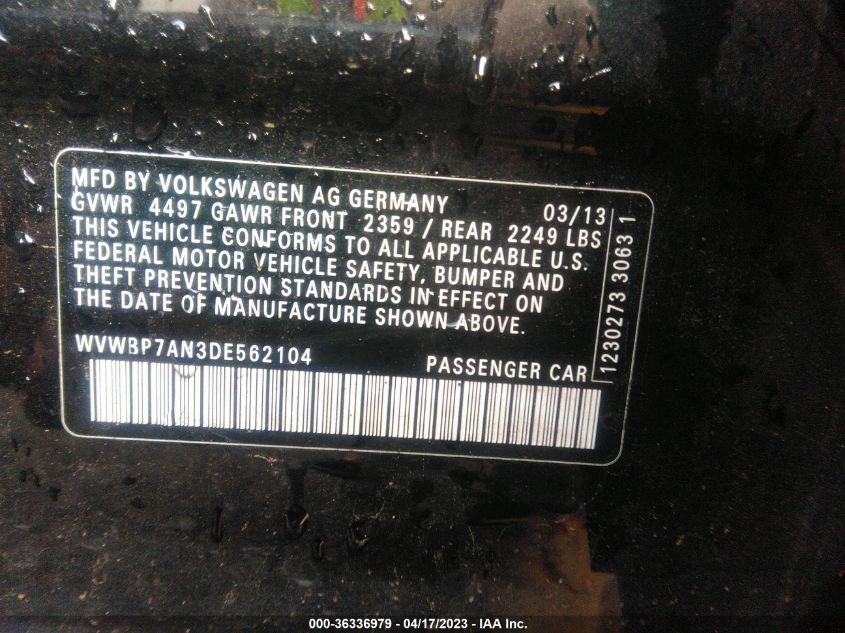 MFD BY VOLKSWAGEN AG GERMANY 03/13
GVWR 4497 GAWR FRONT 2359 / REAR 2249 LBS
THIS VEHICLE CONFORMS TO ALL APPLICABLE U.S.
FEDERAL MOTOR VEHICLE SAFETY, BUMPER AND
THEFT PREVENTION STANDARDS IN EFFECT ON
THE DATE OF MANUFACTURE SHOWN ABOVE.
WVWBP7AN3DE562104 PASSENGER CAR
1230273 3063 1
000-36336979 - 04/17/2023 - IAA Inc.